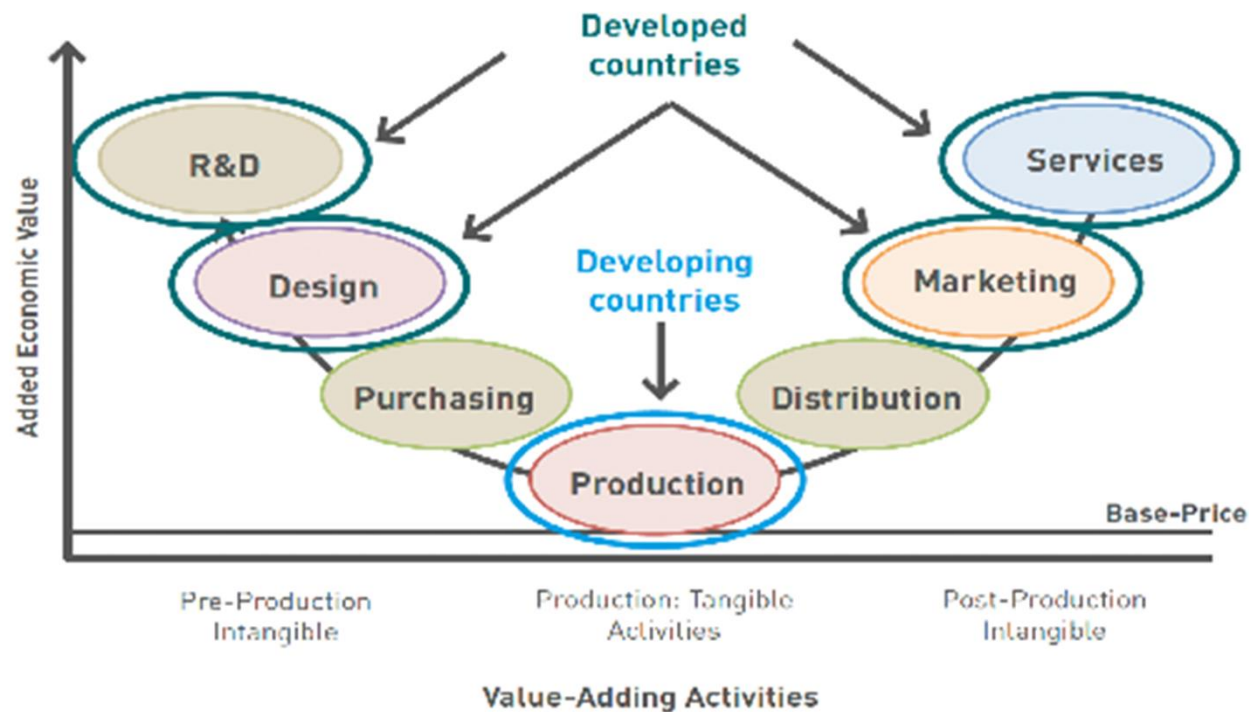 Developed
countries
R&D
Services
Design
Developing
countries
Marketing
Purchasing
Distribution
Production
Added Economic Value
Base-Price
Pre-Production
Intangible
Production: Tangible
Activities
Post-Production
Intangible
Value-Adding Activities